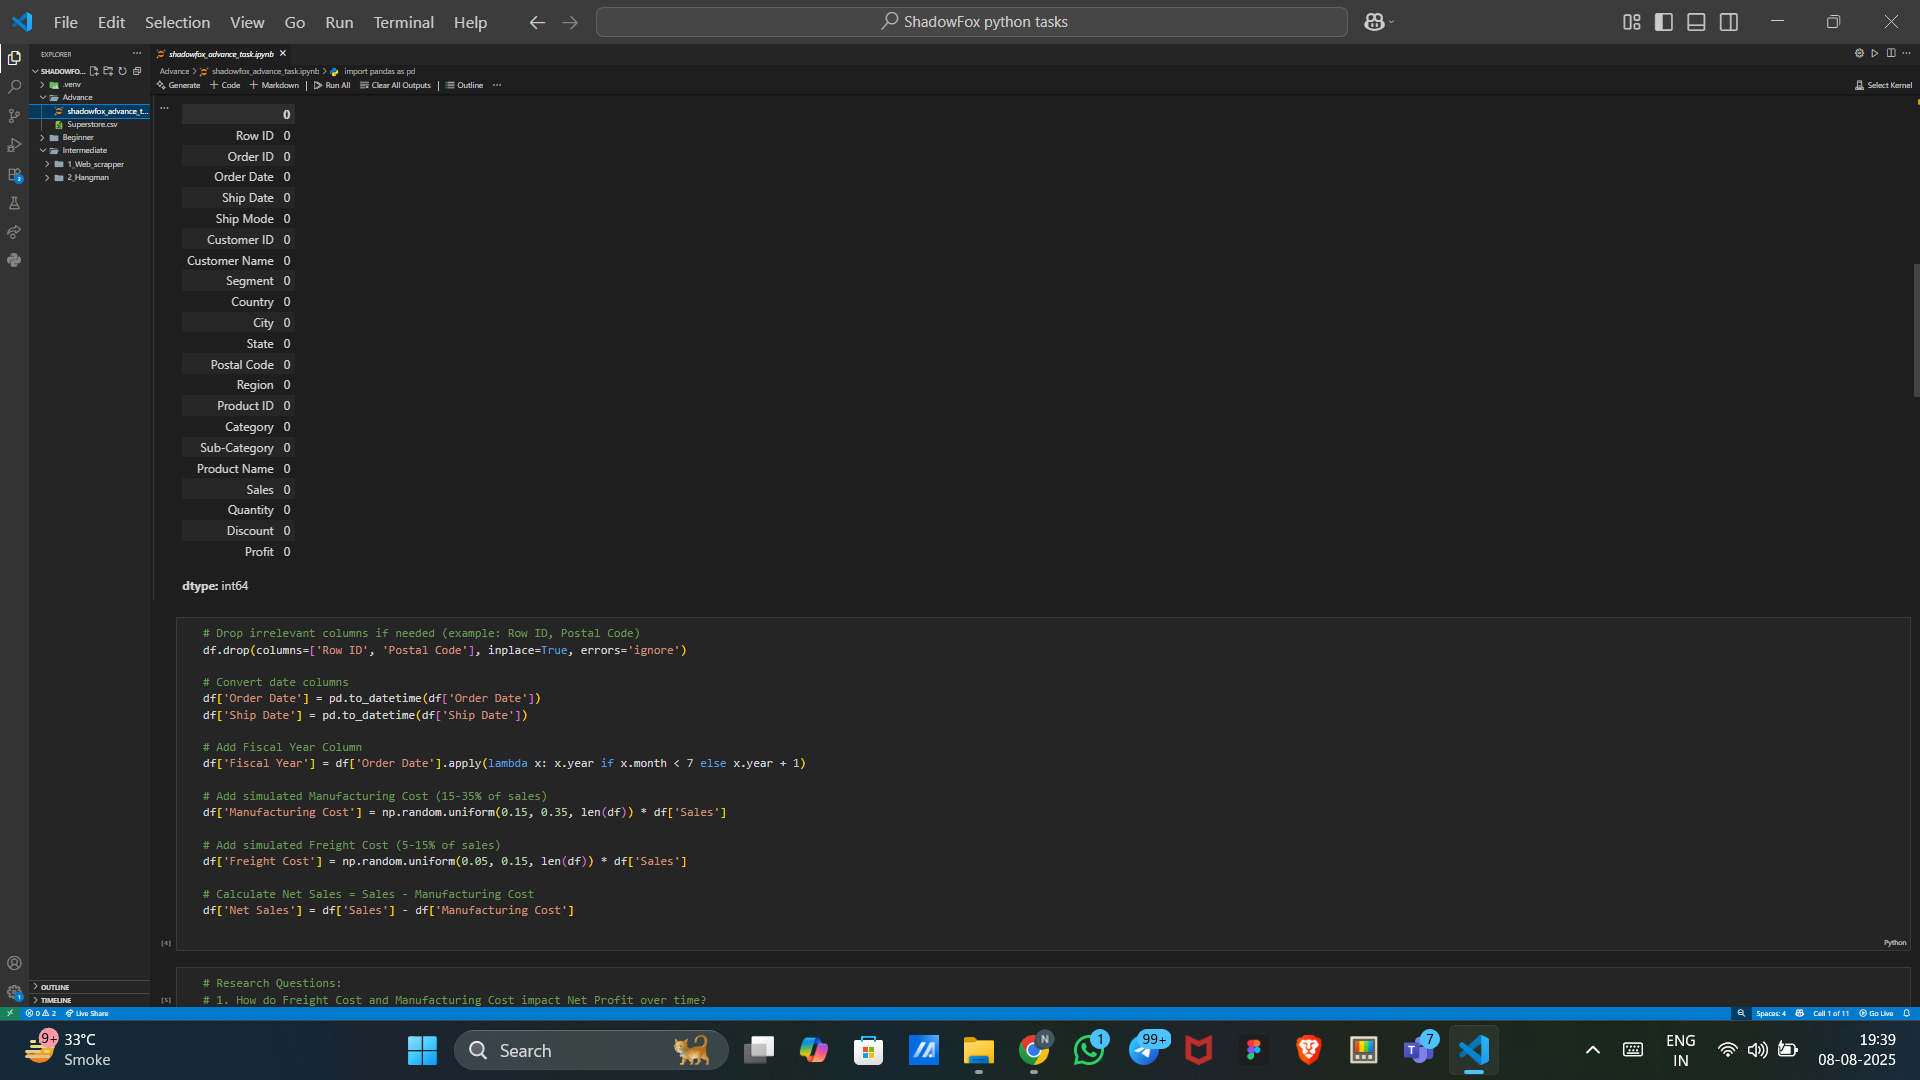 File Edit Selection View Go Run Terminal Help
ShadowFox python tasks
EXPLORER
SHADOWFO...
.venv
Advance
shadowfox_advance_t...
Superstore.csv
Beginner
Intermediate
1_Web_scrapper
2_Hangman
OUTLINE
TIMELINE
shadowfox_advance_task.ipynb
Advance > shadowfox_advance_task.ipynb > import pandas as pd
Generate + Code + Markdown | Run All Clear All Outputs | Outline ...
Select Kernel
0
Row ID 0
Order ID 0
Order Date 0
Ship Date 0
Ship Mode 0
Customer ID 0
Customer Name 0
Segment 0
Country 0
City 0
State 0
Postal Code 0
Region 0
Product ID 0
Category 0
Sub-Category 0
Product Name 0
Sales 0
Quantity 0
Discount 0
Profit 0
dtype: int64
# Drop irrelevant columns if needed (example: Row ID, Postal Code)
df.drop(columns=['Row ID', 'Postal Code'], inplace=True, errors='ignore')
# Convert date columns
df['Order Date'] = pd.to_datetime(df['Order Date'])
df['Ship Date'] = pd.to_datetime(df['Ship Date'])
# Add Fiscal Year Column
df['Fiscal Year'] = df['Order Date'].apply(lambda x: x.year if x.month < 7 else x.year + 1)
# Add simulated Manufacturing Cost (15-35% of sales)
df['Manufacturing Cost'] = np.random.uniform(0.15, 0.35, len(df)) * df['Sales']
# Add simulated Freight Cost (5-15% of sales)
df['Freight Cost'] = np.random.uniform(0.05, 0.15, len(df)) * df['Sales']
# Calculate Net Sales = Sales - Manufacturing Cost
df['Net Sales'] = df['Sales'] - df['Manufacturing Cost']
[4]
Python
# Research Questions:
[5]
# 1. How do Freight Cost and Manufacturing Cost impact Net Profit over time?
0 2 Live Share
Spaces: 4 Cell 1 of 11 Go Live
9+
33°C
Smoke
Search
N
1
99+
7
ENG
IN
19:39
08-08-2025